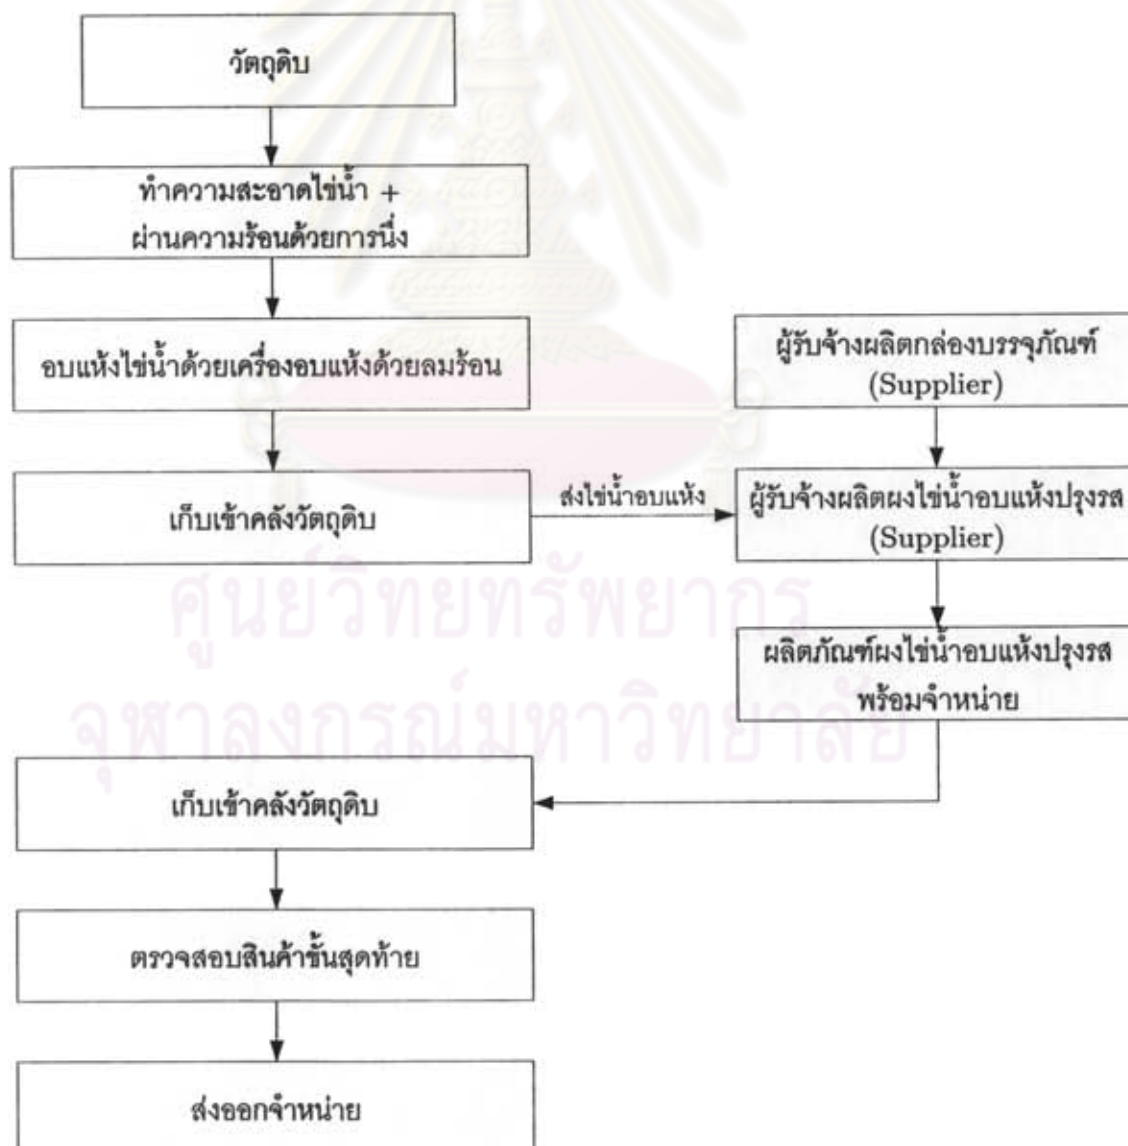 วัตถุดิบ
ทำความสะอาดไข่น้ำ +
ผ่านความร้อนด้วยการนึ่ง
อบแห้งไข่น้ำด้วยเครื่องอบแห้งด้วยลมร้อน
ผู้รับจ้างผลิตกล่องบรรจุภัณฑ์
(Supplier)
เก็บเข้าคลังวัตถุดิบ
ส่งไข่น้ำอบแห้ง
ผู้รับจ้างผลิตผงไข่น้ำอบแห้งปรุงรส
(Supplier)
ผลิตภัณฑ์ผงไข่น้ำอบแห้งปรุงรส
พร้อมจำหน่าย
ศูนย์วิทยทรัพยากร
จุฬาลงกรณ์มหาวิทยาลัย
เก็บเข้าคลังวัตถุดิบ
ตรวจสอบสินค้าขั้นสุดท้าย
ส่งออกจำหน่าย